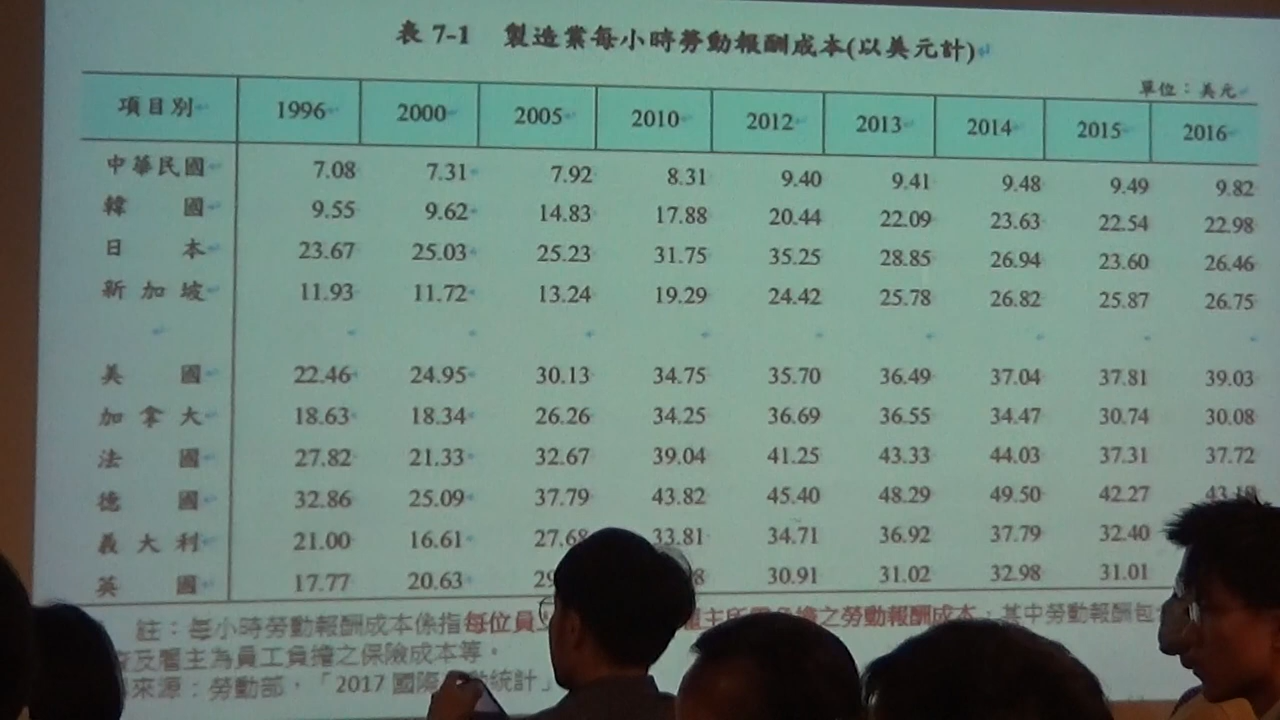 表 7-1 製造業每小時勞動報酬成本(以美元計)
單位：美元
項目別 1996 2000 2005 2010 2012 2013 2014 2015 2016
中華民國 7.08 7.31 7.92 8.31 9.40 9.41 9.48 9.49 9.82
韓國 9.55 9.62 14.83 17.88 20.44 22.09 23.63 22.54 22.98
日本 23.67 25.03 25.23 31.75 35.25 28.85 26.94 23.60 26.46
新加坡 11.93 11.72 13.24 19.29 24.42 25.78 26.82 25.87 26.75
美國 22.46 24.95 30.13 34.75 35.70 36.49 37.04 37.81 39.03
加拿大 18.63 18.34 26.26 34.25 36.69 36.55 34.47 30.74 30.08
法國 27.82 21.33 32.67 39.04 41.25 43.33 44.03 37.31 37.72
德國 32.86 25.09 37.79 43.82 45.40 48.29 49.50 42.27
義大利 21.00 16.61 27.68 33.81 34.71 36.92 37.79 32.40
英國 17.77 20.63 30.91 31.02 32.98 31.01
註：每小時勞動報酬成本係指每位員 之勞動報酬成本，其中勞動報酬包
及雇主為員工負擔之保險成本等。
來源：勞動部，「2017 國際 統計」